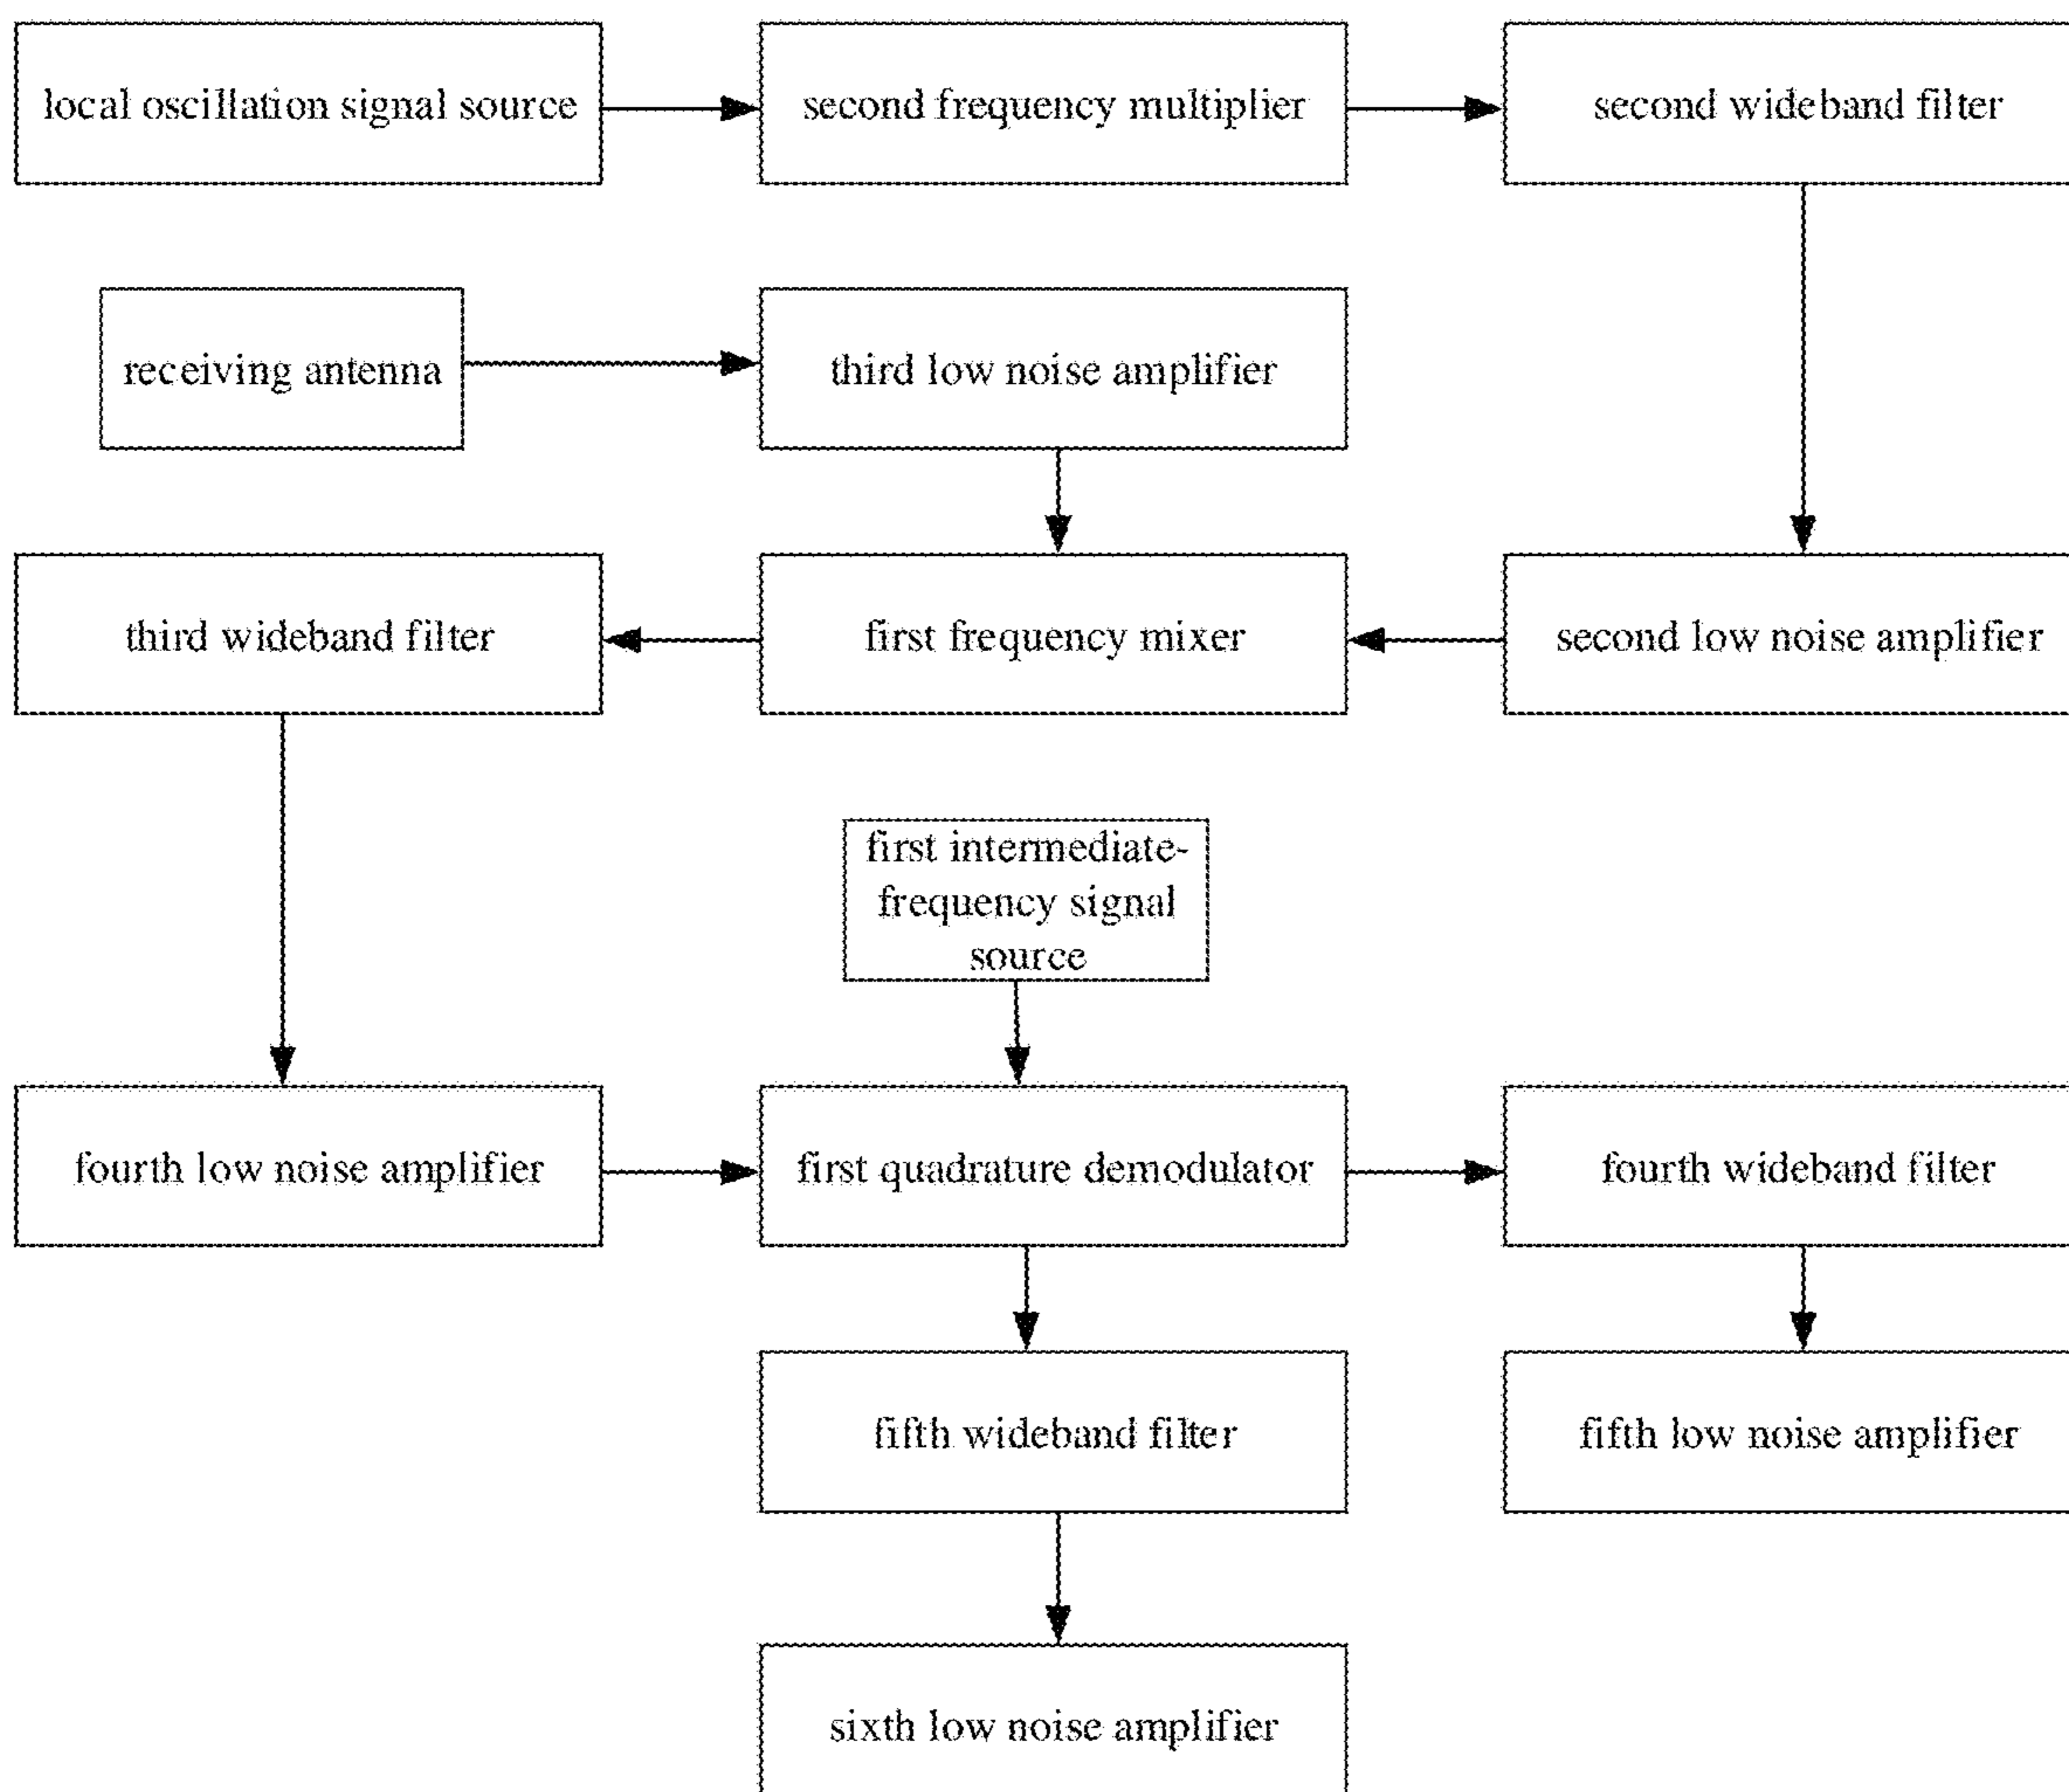 local oscillation signal source
second frequency multiplier
second wideband filter
receiving antenna
third low noise amplifier
third wideband filter
first frequency mixer
second low noise amplifier
first intermediate-
frequency signal
source
fourth low noise amplifier
first quadrature demodulator
fourth wideband filter
fifth wideband filter
fifth low noise amplifier
sixth low noise amplifier